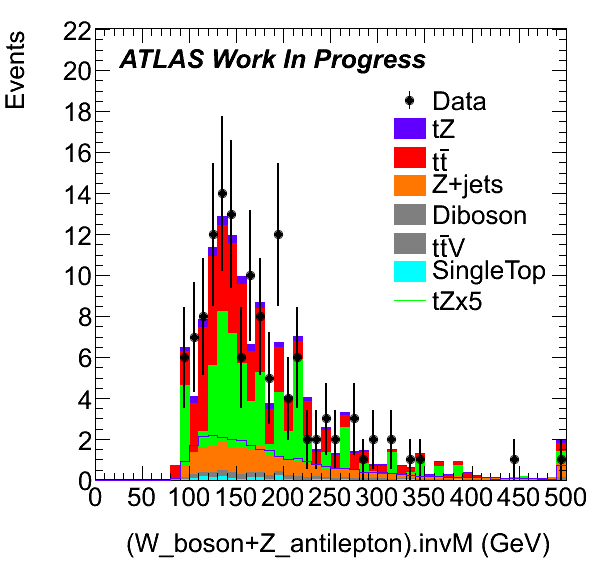 Events
22
20
18
16
14
12
10
8
6
4
2
0
ATLAS Work In Progress
Data
tZ
tt̄
Z+jets
Diboson
tt̄V
SingleTop
tZx5
0 50 100 150 200 250 300 350 400 450 500
(W_boson+Z_antilepton).invM (GeV)